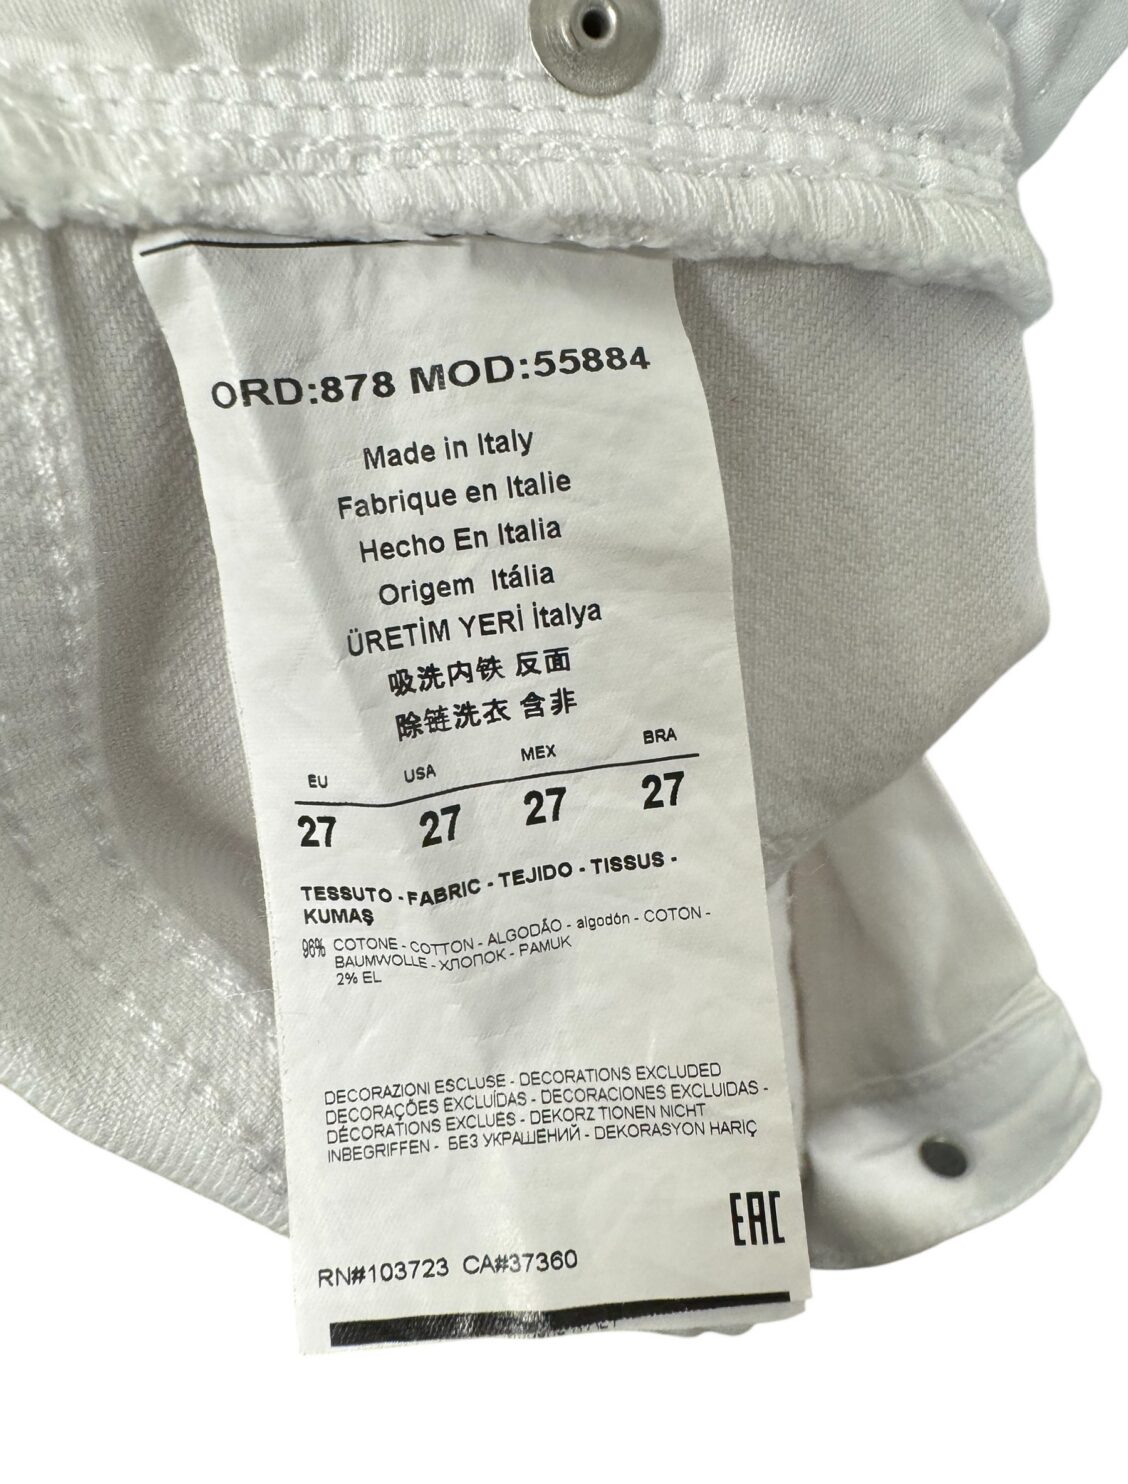 ORD:878 MOD:55884
Made in Italy
Fabrique en Italie
Hecho En Italia
Origem Itália
ÜRETİM YERİ İtalya
吸洗内铁 反面
除链洗衣 含非
EU USA MEX BRA
27 27 27 27
TESSUTO - FABRIC - TEJIDO - TISSUS -
KUMAŞ
96% COTONE - COTTON - ALGODÃO - algodón - COTON -
BAUMWOLLE - ХЛОПОК - PAMUK
2% EL
DECORAZIONI ESCLUSE - DECORATIONS EXCLUDED
DECORAÇÕES EXCLUÍDAS - DECORACIONES EXCLUIDAS -
DÉCORATIONS EXCLUES - DEKORZ TIONEN NICHT
INBEGRIFFEN - БЕЗ УКРАШЕНИЙ - DEKORASYON HARIÇ
EAC
RN#103723 CA#37360